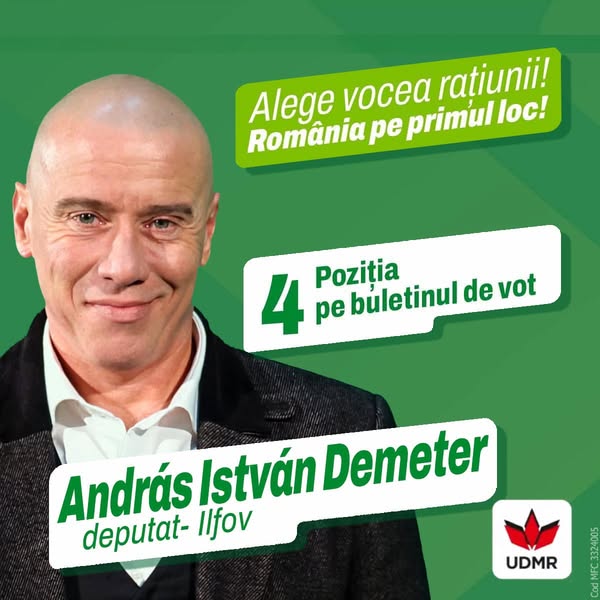 Alege vocea rațiunii!
România pe primul loc!
4
Poziția
pe buletinul de vot
András István Demeter
deputat- Ilfov
UDMR
Cod MFC 3324005